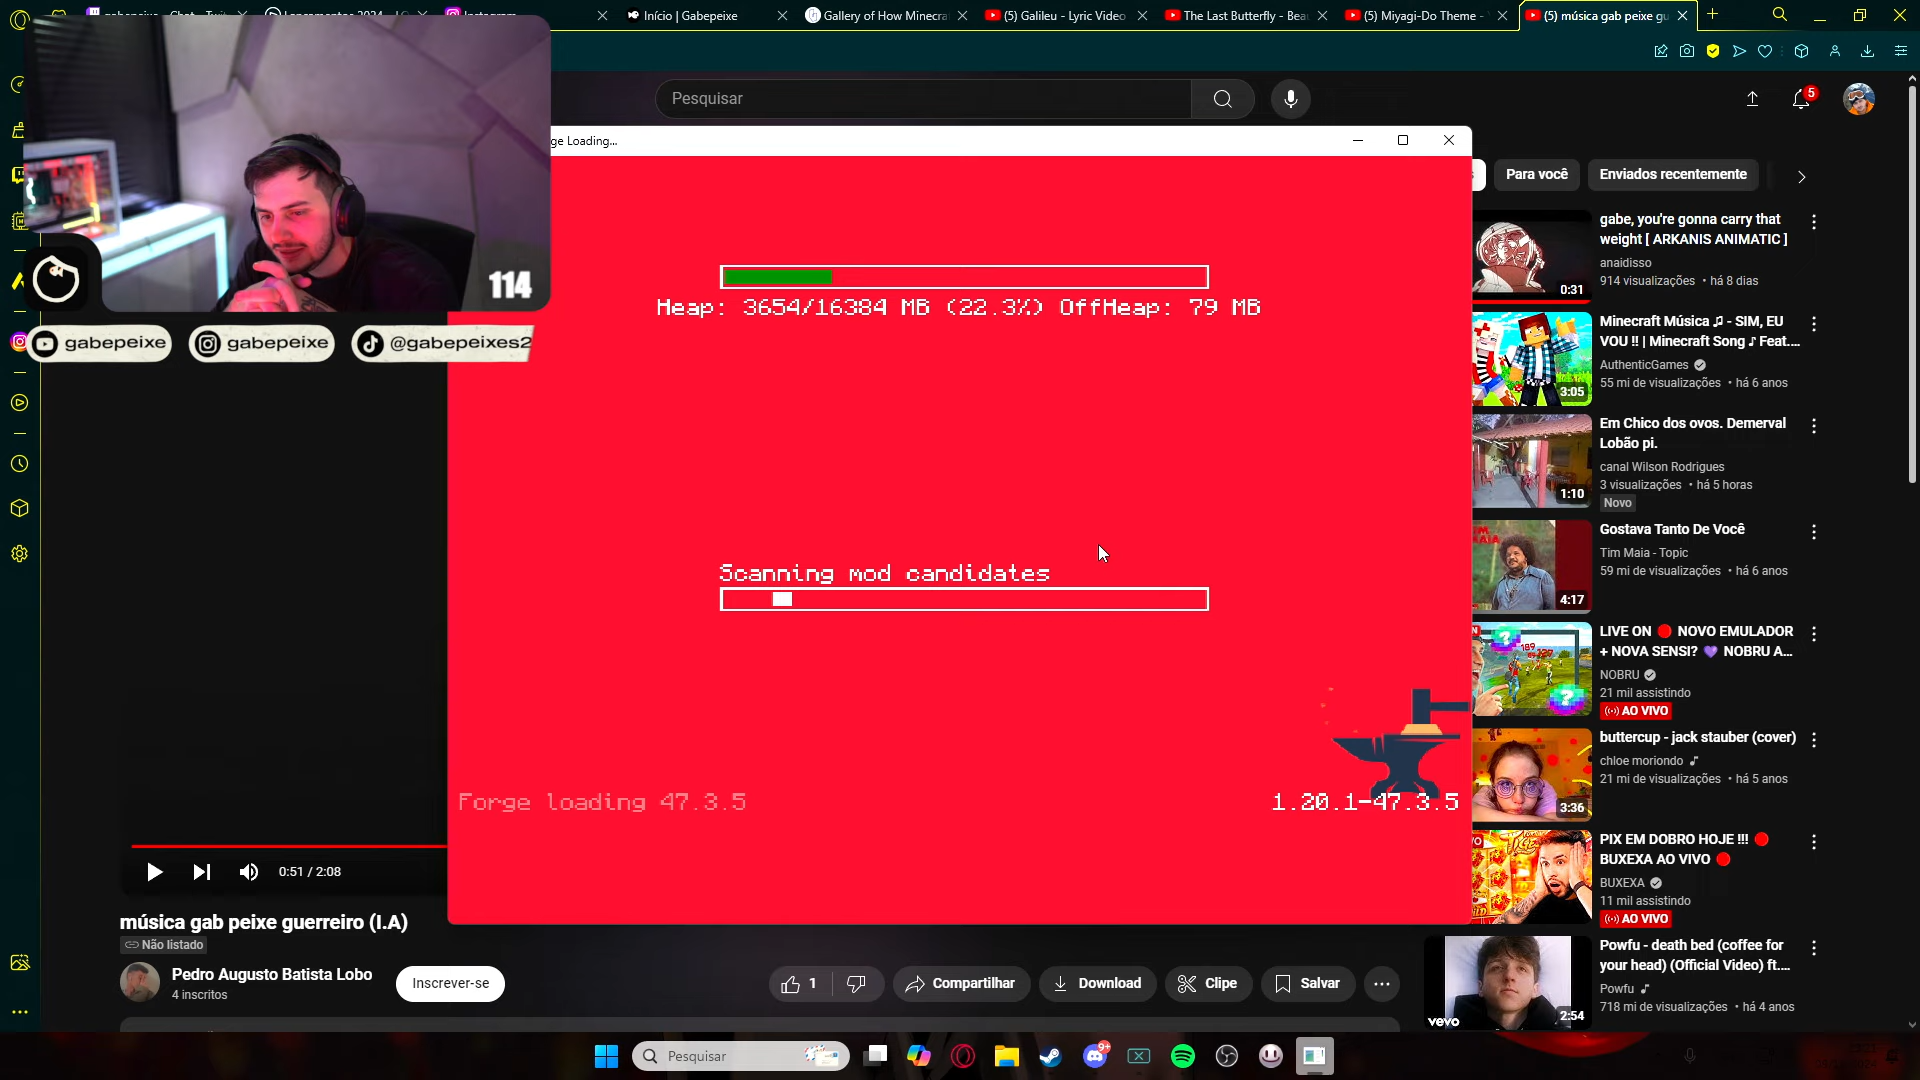 Início | Gabepeixe
Gallery of How Minecra
(5) Galileu - Lyric Video
The Last Butterfly - Bea
(5) Miyagi-Do Theme -
(5) música gab peixe gu
Pesquisar
5
ge Loading...
114
gabepeixe
gabepeixe
@gabepeixes2
Heap: 3654/16384 MB (22.3%) OffHeap: 79 MB
Scanning mod candidates
Forge loading 47.3.5
1.20.1-47.3.5
s
Para você
Enviados recentemente
0:31
gabe, you're gonna carry that
weight [ ARKANIS ANIMATIC ]
anaidisso
914 visualizações • há 8 dias
3:05
Minecraft Música ♫ - SIM, EU
VOU !! | Minecraft Song ♪ Feat....
AuthenticGames
55 mi de visualizações • há 6 anos
1:10
Em Chico dos ovos. Demerval
Lobão pi.
canal Wilson Rodrigues
3 visualizações • há 5 horas
Novo
4:17
Gostava Tanto De Você
Tim Maia - Topic
59 mi de visualizações • há 6 anos
LIVE ON 🔴 NOVO EMULADOR
+ NOVA SENSI? 💜 NOBRU A...
NOBRU
21 mil assistindo
AO VIVO
3:36
buttercup - jack stauber (cover)
chloe moriondo
21 mi de visualizações • há 5 anos
PIX EM DOBRO HOJE !!! 🔴
BUXEXA AO VIVO 🔴
BUXEXA
11 mil assistindo
AO VIVO
vevo
2:54
Powfu - death bed (coffee for
your head) (Official Video) ft....
Powfu
718 mi de visualizações • há 4 anos
0:51 / 2:08
música gab peixe guerreiro (I.A)
Não listado
Pedro Augusto Batista Lobo
4 inscritos
Inscrever-se
1
Compartilhar
Download
Clipe
Salvar
Pesquisar
9+